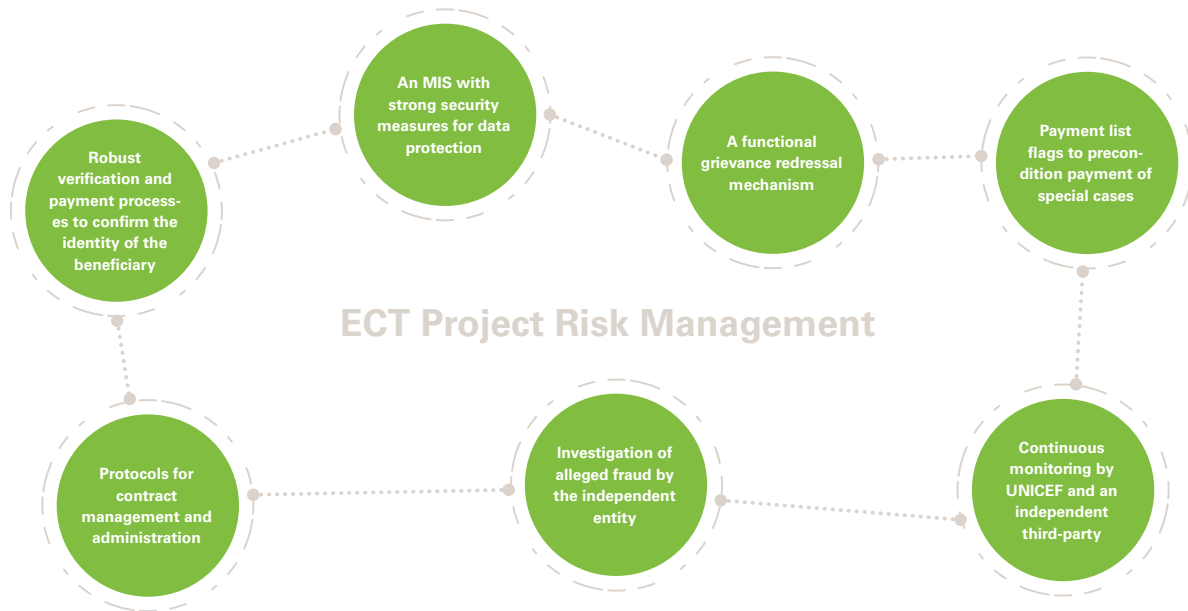 An MIS with
strong security
measures for data
protection
A functional
grievance redressal
mechanism
Payment list
flags to precon-
dition payment of
special cases
Robust
verification and
payment process-
es to confirm the
identity of the
beneficiary
ECT Project Risk Management
Protocols for
contract
management and
administration
Investigation of
alleged fraud by
the independent
entity
Continuous
monitoring by
UNICEF and an
independent
third-party